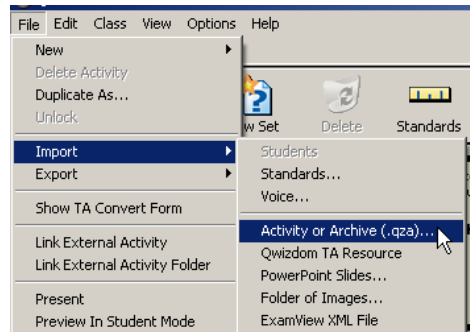 File Edit Class View Options Help
New
Delete Activity
Duplicate As...
Unlock
w Set Delete Standards
Import
Export
Show TA Convert Form
Link External Activity
Link External Activity Folder
Present
Preview In Student Mode
Students
Standards...
Voice...
Activity or Archive (.qza)...
Qwizdom TA Resource
PowerPoint Slides...
Folder of Images...
ExamView XML File